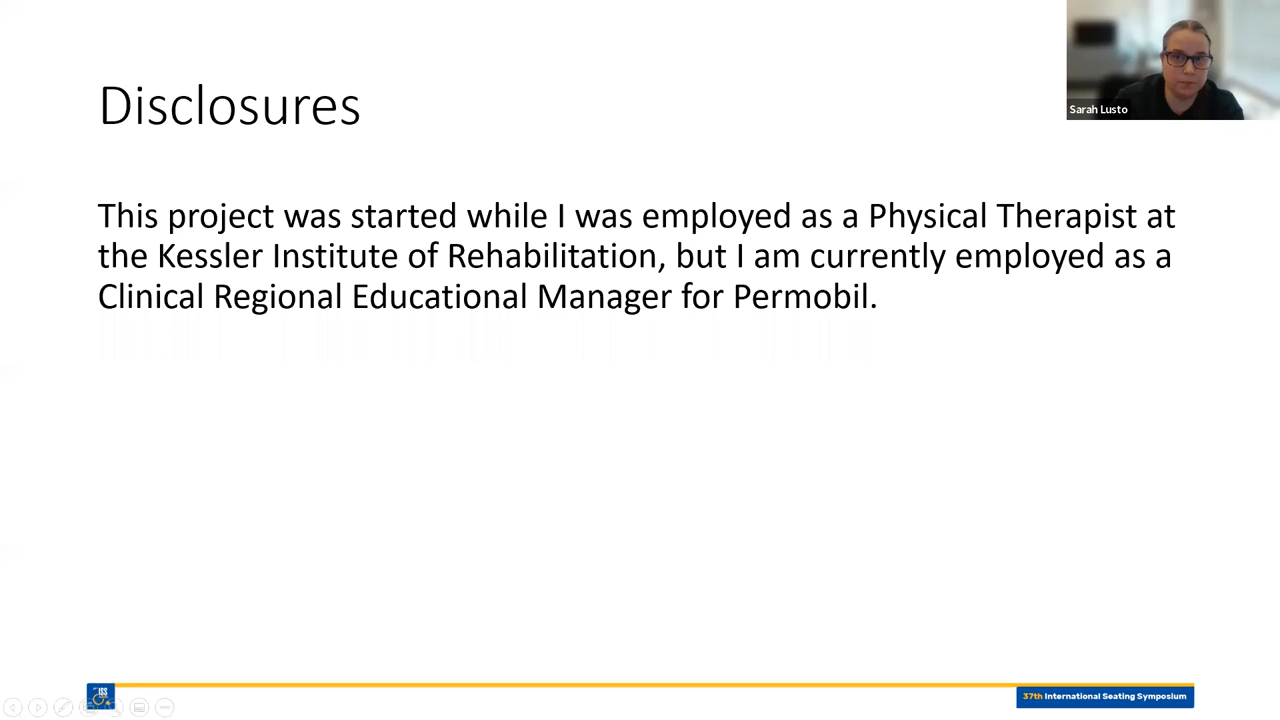 Sarah Lusto
Disclosures
This project was started while I was employed as a Physical Therapist at
the Kessler Institute of Rehabilitation, but I am currently employed as a
Clinical Regional Educational Manager for Permobil.
ISS
37th International Seating Symposium